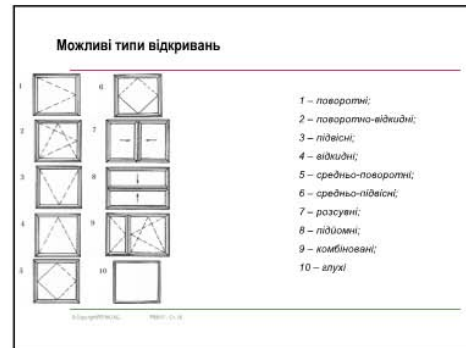 Можливі типи відкривань
1
2
3
4
5
6
7
8
9
10
1 – поворотні;
2 – поворотно-відкидні;
3 – підвісні;
4 – відкидні;
5 – средньо-поворотні;
6 – средньо-підвісні;
7 – розсувні;
8 – підйомні;
9 – комбіновані;
10 – глухі